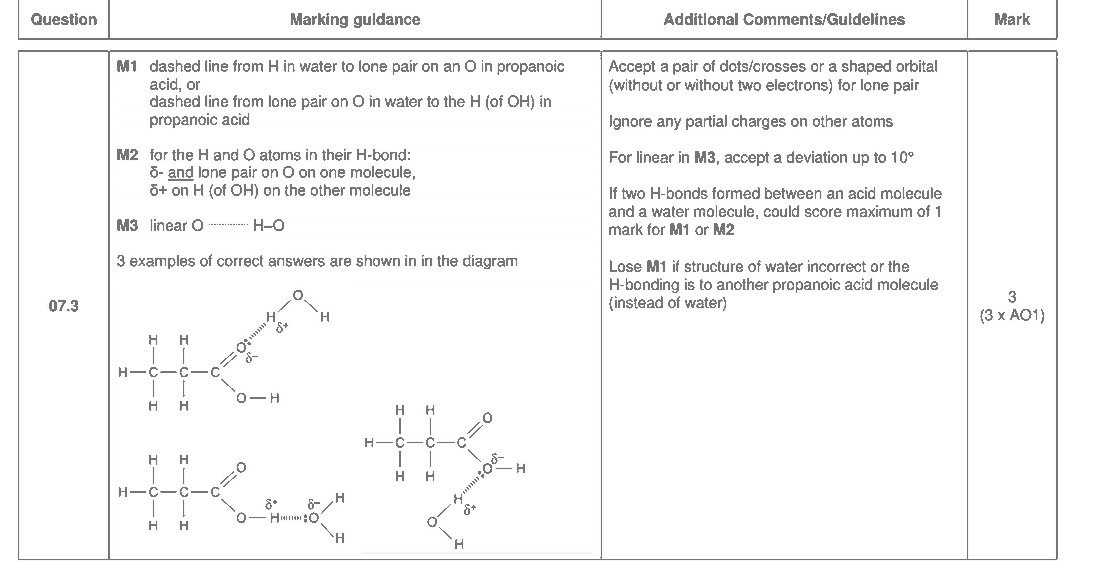 Question Marking guidance Additional Comments/Guidelines Mark
07.3
M1 dashed line from H in water to lone pair on an O in propanoic
acid, or
dashed line from lone pair on O in water to the H (of OH) in
propanoic acid
M2 for the H and O atoms in their H-bond:
δ- and lone pair on O on one molecule,
δ+ on H (of OH) on the other molecule
M3 linear O ············ H–O
3 examples of correct answers are shown in in the diagram
O
H H
δ+
H H O
δ–
H C C C
H H O H
H H O
H C C C
H H O H
δ–
H
δ+
O
H
H H O
H C C C
δ+ δ– H
H H O H O
H
Accept a pair of dots/crosses or a shaped orbital
(without or without two electrons) for lone pair
Ignore any partial charges on other atoms
For linear in M3, accept a deviation up to 10°
If two H-bonds formed between an acid molecule
and a water molecule, could score maximum of 1
mark for M1 or M2
Lose M1 if structure of water incorrect or the
H-bonding is to another propanoic acid molecule
(instead of water)
3
(3 x AO1)